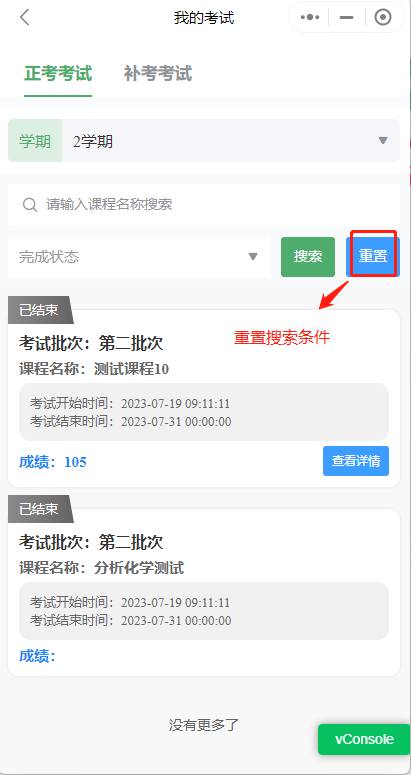 我的考试
正考考试 补考考试
学期 2学期
请输入课程名称搜索
完成状态 搜索 重置
重置搜索条件
已结束
考试批次：第二批次
课程名称：测试课程10
考试开始时间：2023-07-19 09:11:11
考试结束时间：2023-07-31 00:00:00
成绩：105 查看详情
已结束
考试批次：第二批次
课程名称：分析化学测试
考试开始时间：2023-07-19 09:11:11
考试结束时间：2023-07-31 00:00:00
成绩：
没有更多了
vConsole